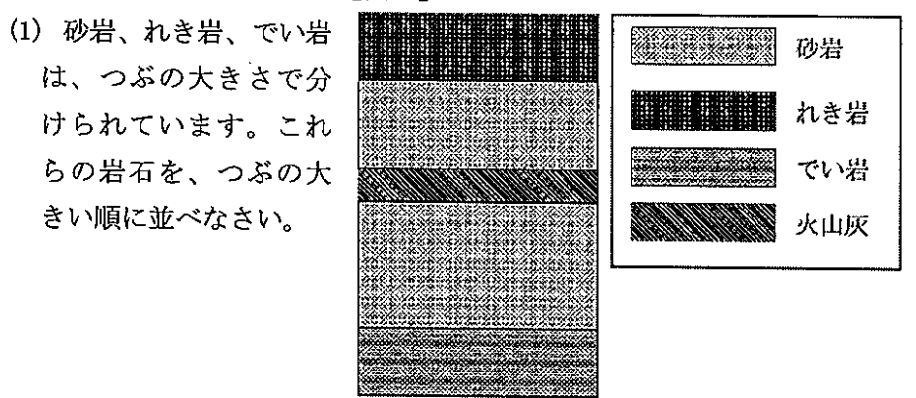 (1) 砂岩、れき岩、でい岩
は、つぶの大きさで分
けられています。これ
らの岩石を、つぶの大
きい順に並べなさい。
砂岩
れき岩
でい岩
火山灰